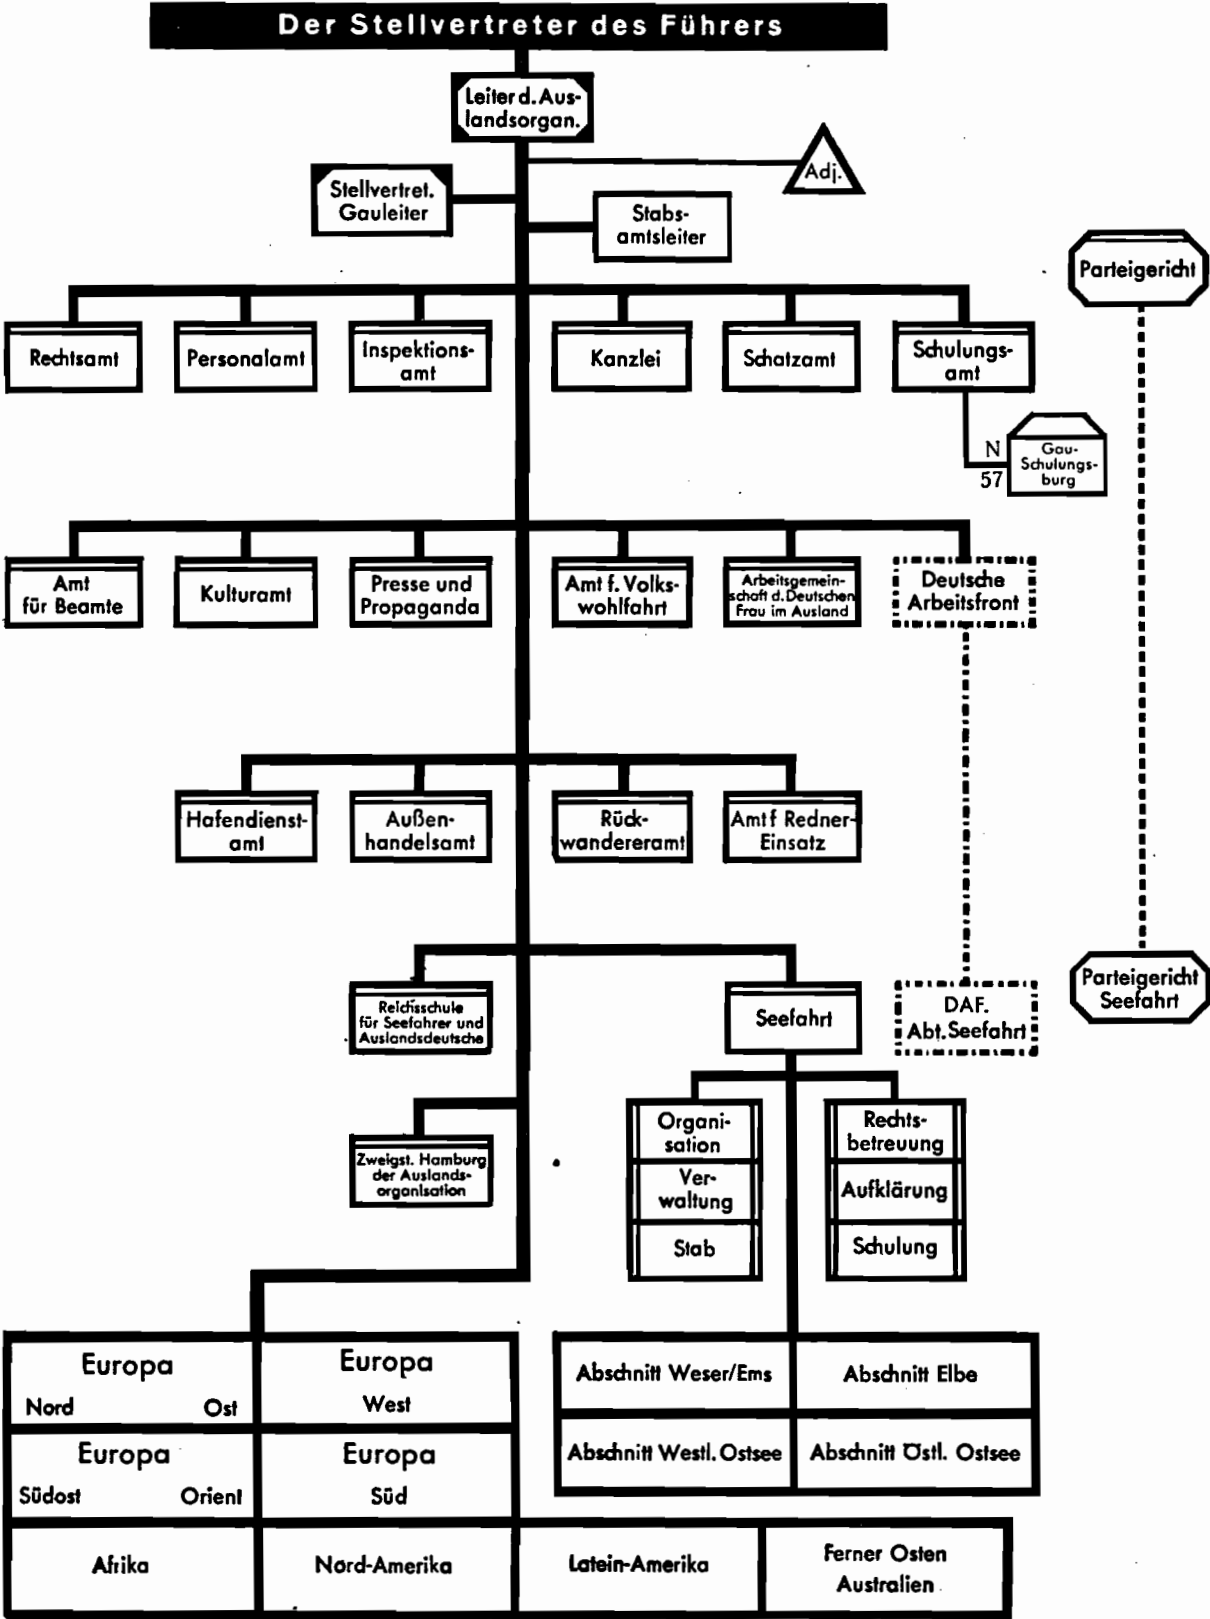 Der Stellvertreter des Führers
Leiter d. Aus-
landsorgan.
Adj.
Stellvertret.
Gauleiter
Stabs-
amtsleiter
Parteigericht
Rechtsamt
Personalamt
Inspektions-
amt
Kanzlei
Schatzamt
Schulungs-
amt
N
57
Gau-
Schulungs-
burg
Amt
für Beamte
Kulturamt
Presse und
Propaganda
Amt f. Volks-
wohlfahrt
Arbeitsgemein-
schaft d. Deutschen
Frau im Ausland
Deutsche
Arbeitsfront
Hafendienst-
amt
Außen-
handelsamt
Rück-
wandereramt
Amt f Redner-
Einsatz
Reichsschule
für Seefahrer und
Auslandsdeutsche
Seefahrt
DAF.
Abt. Seefahrt
Parteigericht
Seefahrt
Zweigst. Hamburg
der Auslands-
organisation
Organi-
sation
Ver-
waltung
Stab
Rechts-
betreuung
Aufklärung
Schulung
Europa
Nord Ost
Europa
West
Europa
Südost Orient
Europa
Süd
Abschnitt Weser/Ems
Abschnitt Elbe
Abschnitt Westl. Ostsee
Abschnitt Östl. Ostsee
Afrika
Nord-Amerika
Latein-Amerika
Ferner Osten
Australien